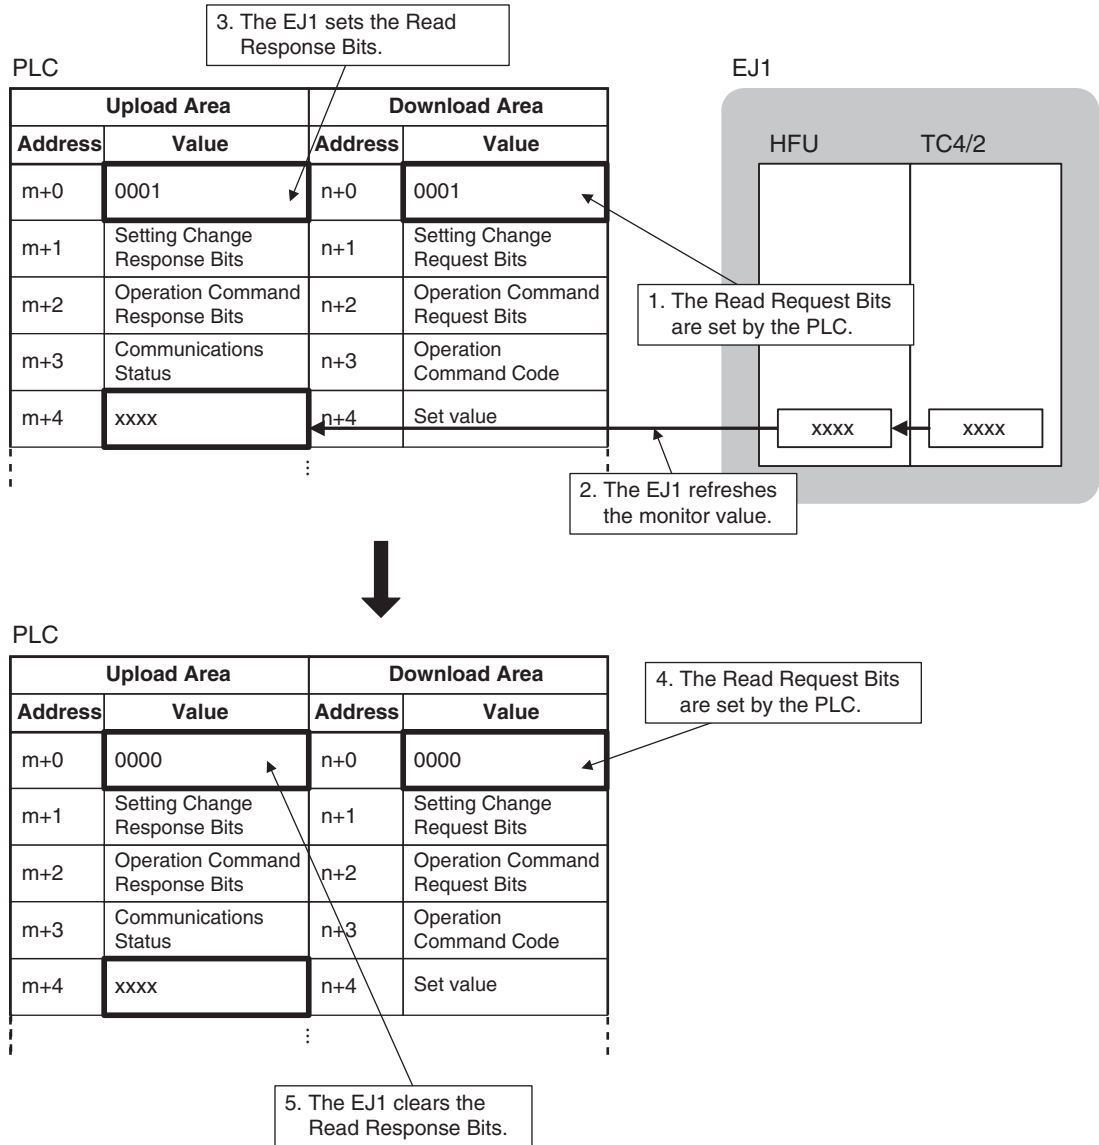 3. The EJ1 sets the Read
Response Bits.
PLC
EJ1
Upload Area Download Area
Address Value Address Value
HFU TC4/2
m+0 0001 n+0 0001
m+1 Setting Change
Response Bits n+1 Setting Change
Request Bits
m+2 Operation Command
Response Bits n+2 Operation Command
Request Bits
1. The Read Request Bits
are set by the PLC.
m+3 Communications
Status n+3 Operation
Command Code
m+4 xxxx n+4 Set value
xxxx xxxx
2. The EJ1 refreshes
the monitor value.
PLC
Upload Area Download Area
Address Value Address Value
4. The Read Request Bits
are set by the PLC.
m+0 0000 n+0 0000
m+1 Setting Change
Response Bits n+1 Setting Change
Request Bits
m+2 Operation Command
Response Bits n+2 Operation Command
Request Bits
m+3 Communications
Status n+3 Operation
Command Code
m+4 xxxx n+4 Set value
5. The EJ1 clears the
Read Response Bits.